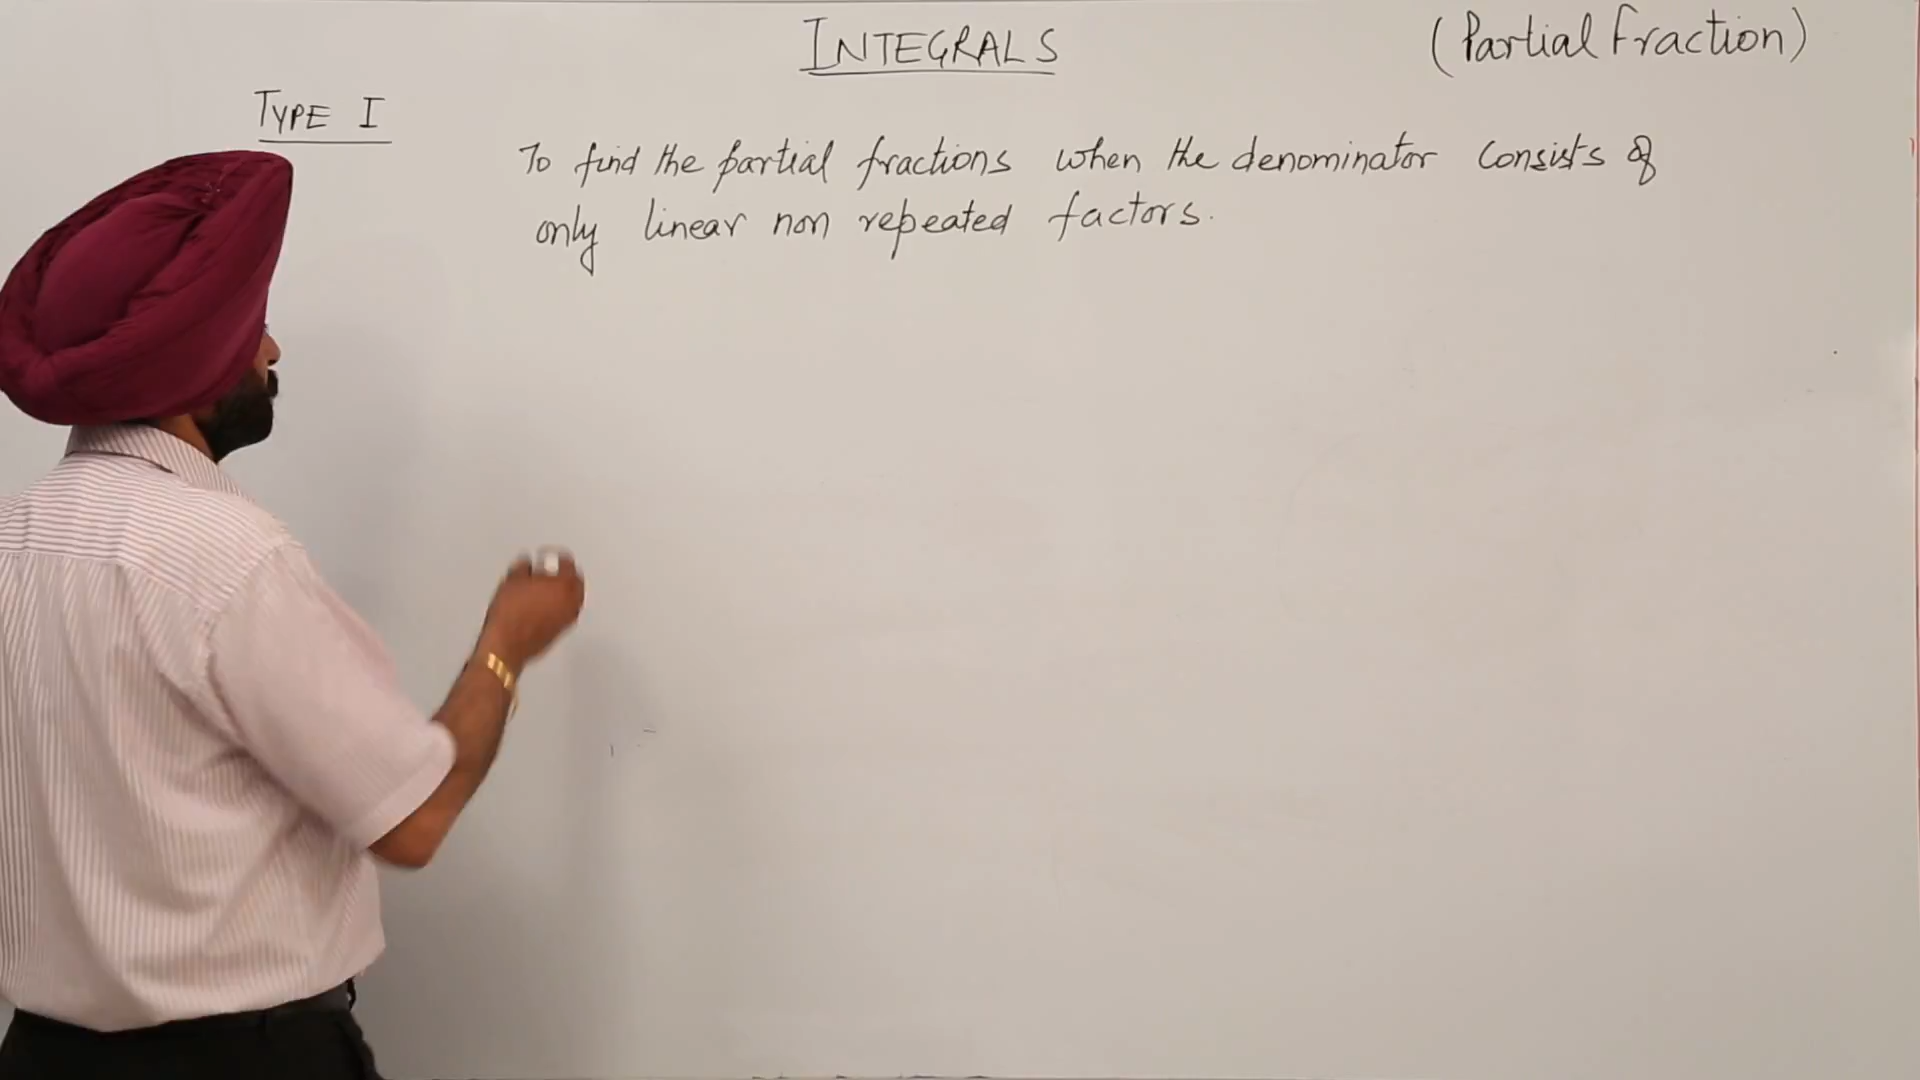 INTEGRALS
(Partial Fraction)
TYPE I
To find the partial fractions when the denominator consists of
only linear non repeated factors.